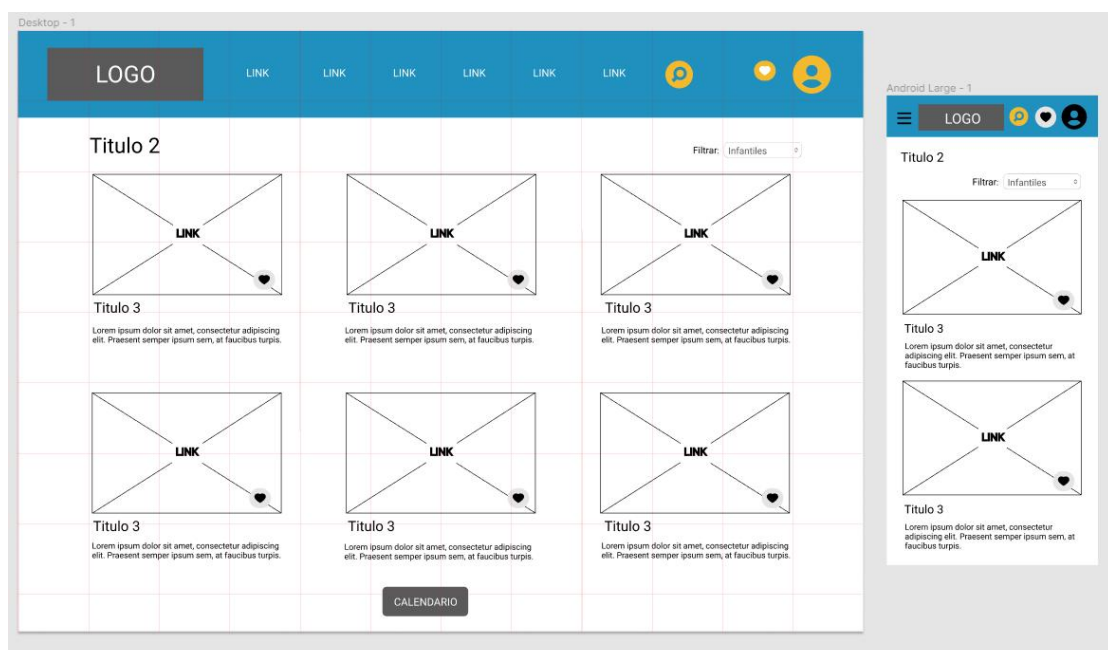 Desktop - 1
LOGO
LINK
LINK
LINK
LINK
LINK
LINK
Titulo 2
Filtrar: Infantiles
LINK
LINK
LINK
Titulo 3
Titulo 3
Titulo 3
Lorem ipsum dolor sit amet, consectetur adipiscing
elit. Praesent semper ipsum sem, at faucibus turpis.
Lorem ipsum dolor sit amet, consectetur adipiscing
elit. Praesent semper ipsum sem, at faucibus turpis.
Lorem ipsum dolor sit amet, consectetur adipiscing
elit. Praesent semper ipsum sem, at faucibus turpis.
LINK
LINK
LINK
Titulo 3
Titulo 3
Titulo 3
Lorem ipsum dolor sit amet, consectetur adipiscing
elit. Praesent semper ipsum sem, at faucibus turpis.
Lorem ipsum dolor sit amet, consectetur adipiscing
elit. Praesent semper ipsum sem, at faucibus turpis.
Lorem ipsum dolor sit amet, consectetur adipiscing
elit. Praesent semper ipsum sem, at faucibus turpis.
CALENDARIO
Android Large - 1
LOGO
Titulo 2
Filtrar: Infantiles
LINK
Titulo 3
Lorem ipsum dolor sit amet, consectetur
adipiscing elit. Praesent semper ipsum sem, at
faucibus turpis.
LINK
Titulo 3
Lorem ipsum dolor sit amet, consectetur
adipiscing elit. Praesent semper ipsum sem, at
faucibus turpis.